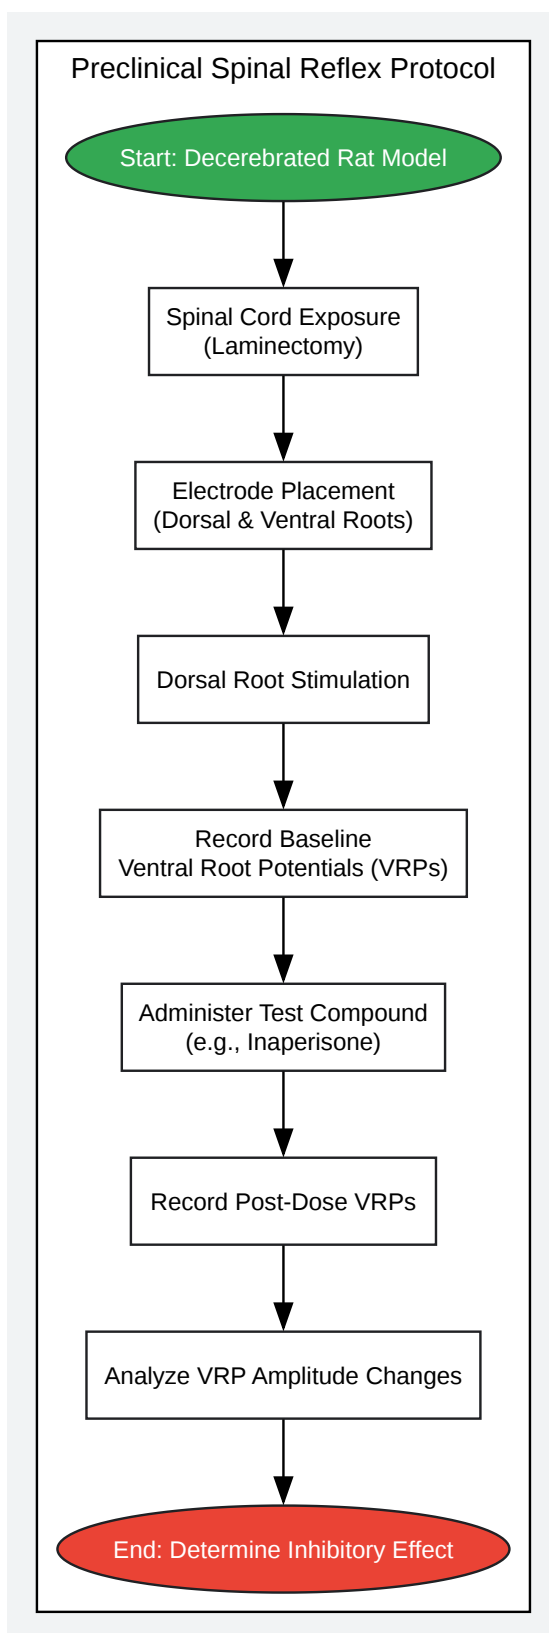 Preclinical Spinal Reflex Protocol
Start: Decerebrated Rat Model
Spinal Cord Exposure
(Laminectomy)
Electrode Placement
(Dorsal & Ventral Roots)
Dorsal Root Stimulation
Record Baseline
Ventral Root Potentials (VRPs)
Administer Test Compound
(e.g., Inaperisone)
Record Post-Dose VRPs
Analyze VRP Amplitude Changes
End: Determine Inhibitory Effect